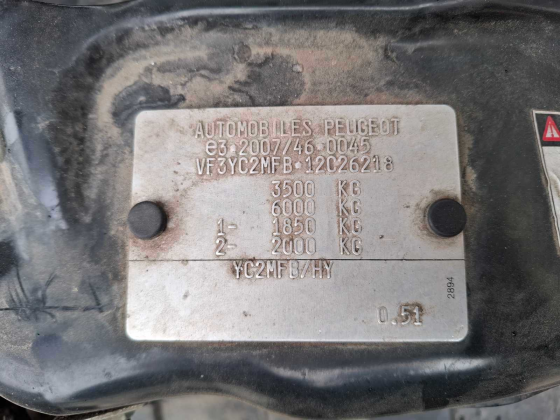 AUTOMOBILES PEUGEOT
e3*2007/46*0045
VF3YC2MFB*12026218
3500 KG
6000 KG
1- 1850 KG
2- 2000 KG
YC2MFC/HY
2894
0.51